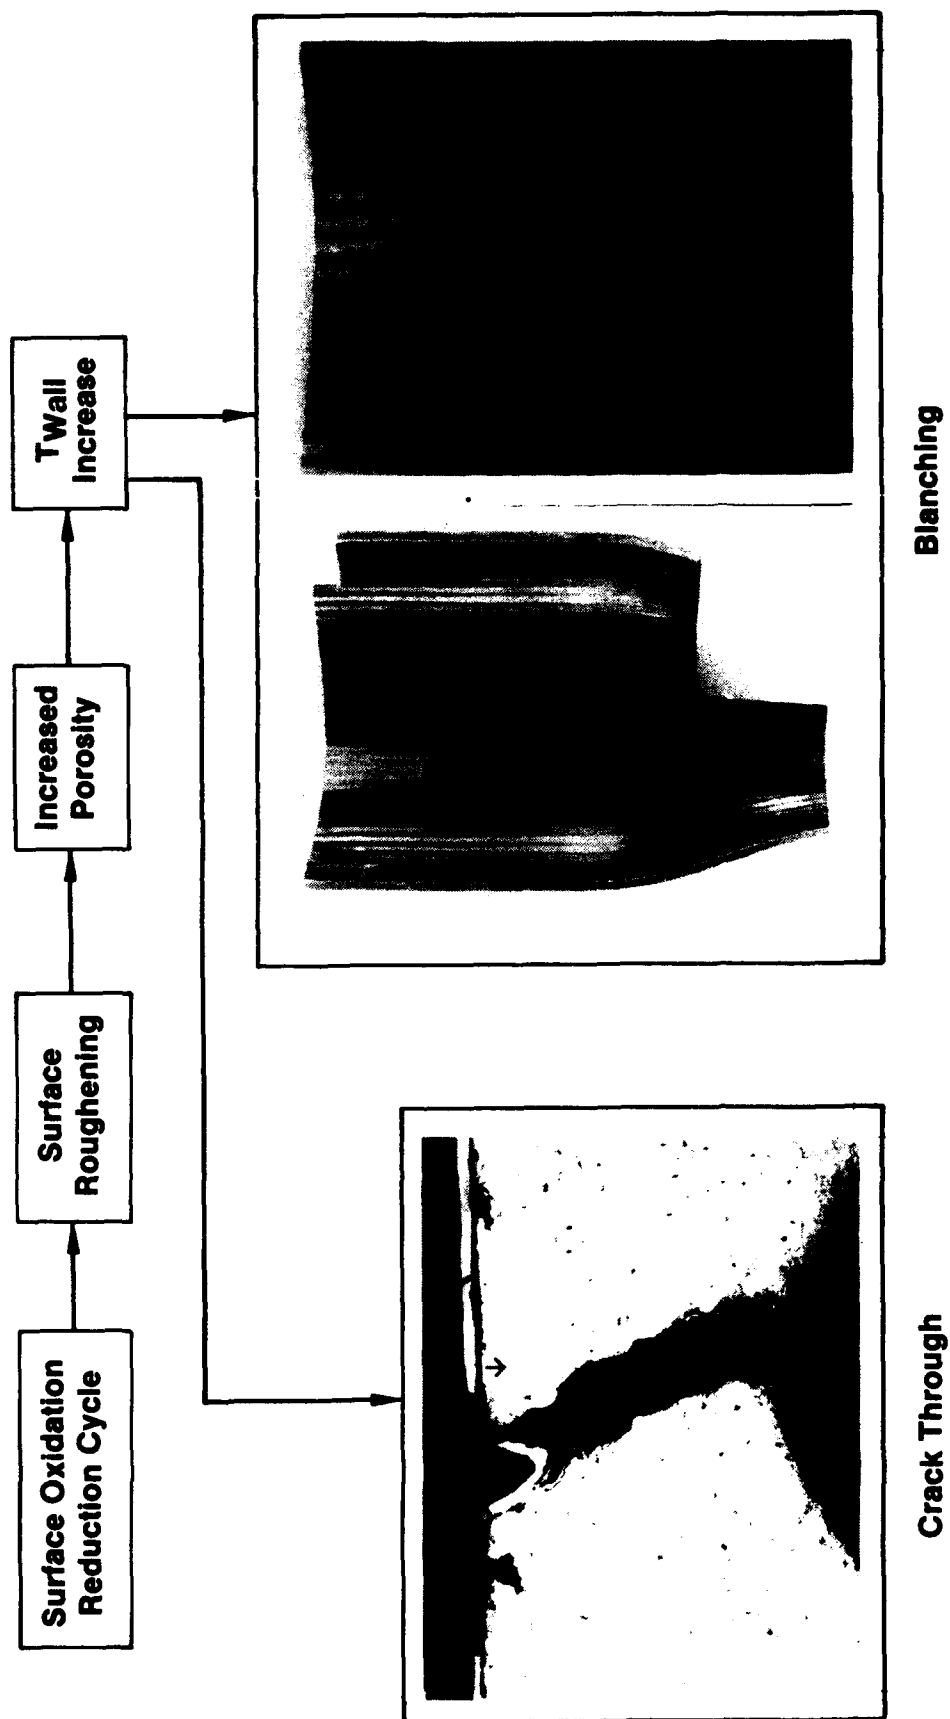 Surface Oxidation
Reduction Cycle
Surface
Roughening
Increased
Porosity
TWall
Increase
Crack Through
Blanching